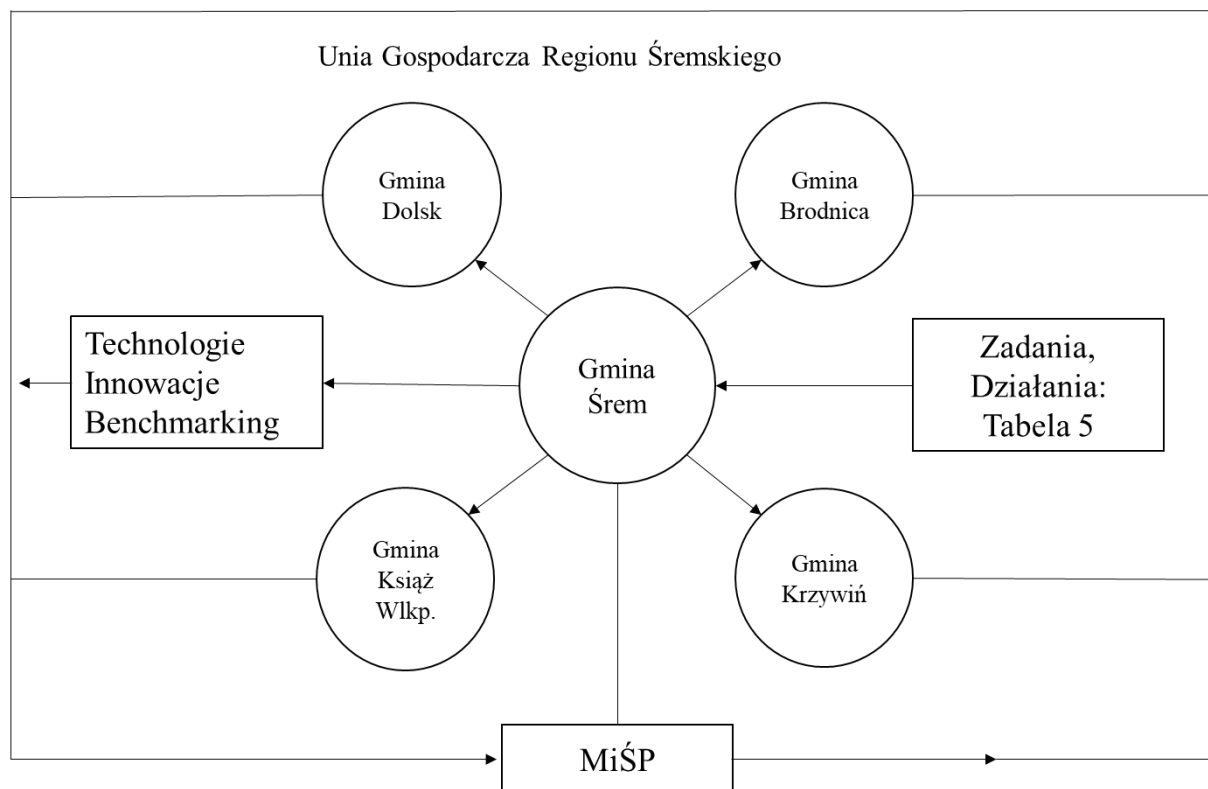 Unia Gospodarcza Regionu Śremskiego
Gmina
Dolsk
Gmina
Brodnica
Technologie
Innowacje
Benchmarking
Gmina
Śrem
Zadania,
Działania:
Tabela 5
Gmina
Książ
Wlkp.
Gmina
Krzywiń
MiŚP